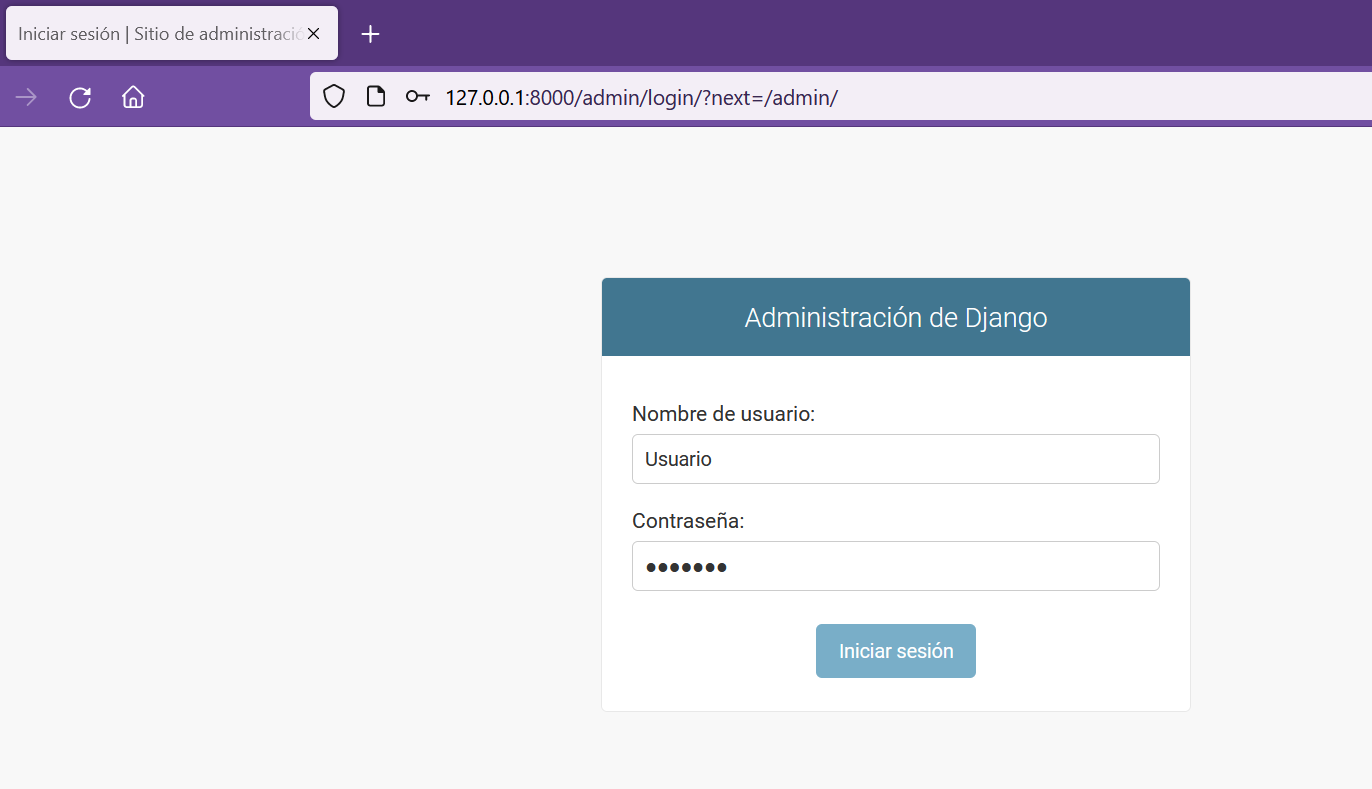 Iniciar sesión | Sitio de administració
127.0.0.1:8000/admin/login/?next=/admin/
Administración de Django
Nombre de usuario:
Usuario
Contraseña:
•••••••
Iniciar sesión